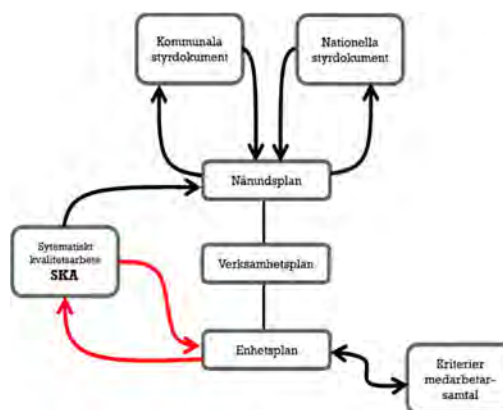 Kommunala
styrdokument
Nationella
styrdokument
Nämndsplan
Sytematiskt
kvalitetsarbete
SKA
Verksamhetsplan
Enhetsplan
Kriterier
medarbetar-
samtal